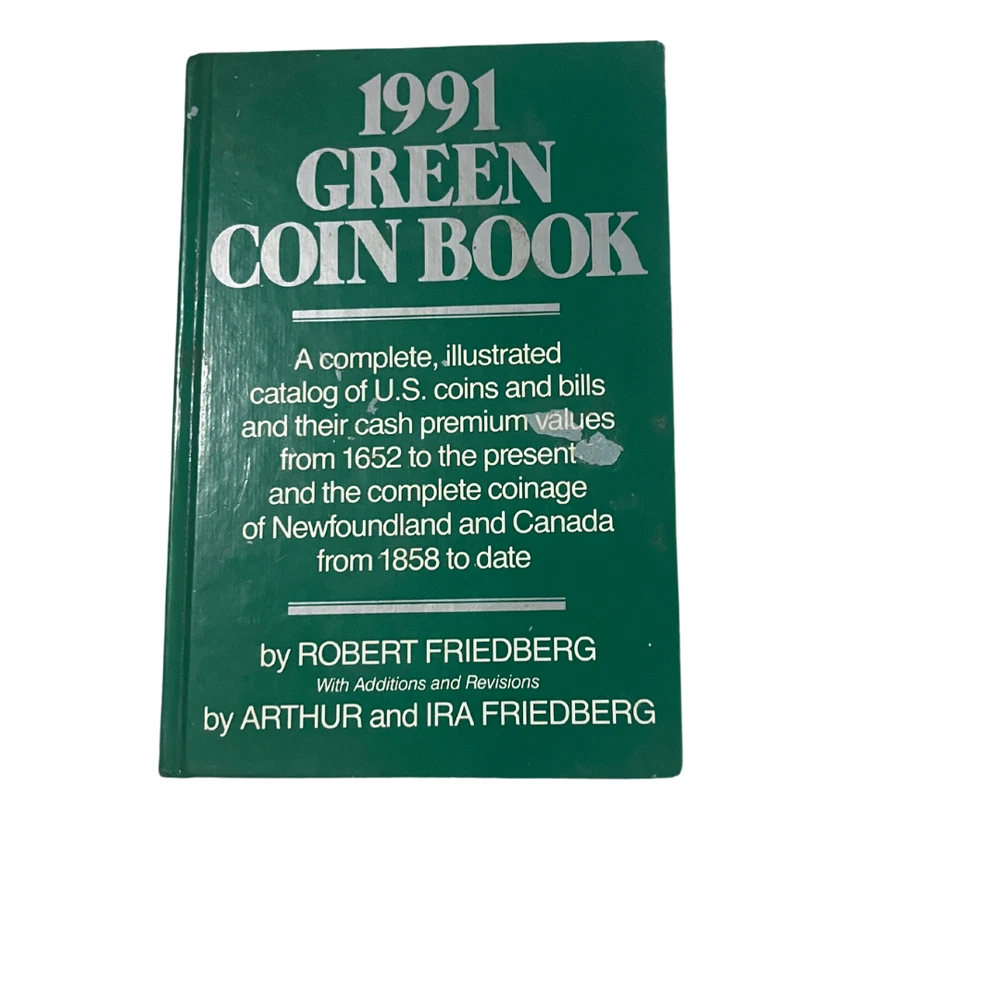 1991
GREEN
COIN BOOK
A complete, illustrated
catalog of U.S. coins and bills
and their cash premium values
from 1652 to the present
and the complete coinage
of Newfoundland and Canada
from 1858 to date
by ROBERT FRIEDBERG
With Additions and Revisions
by ARTHUR and IRA FRIEDBERG